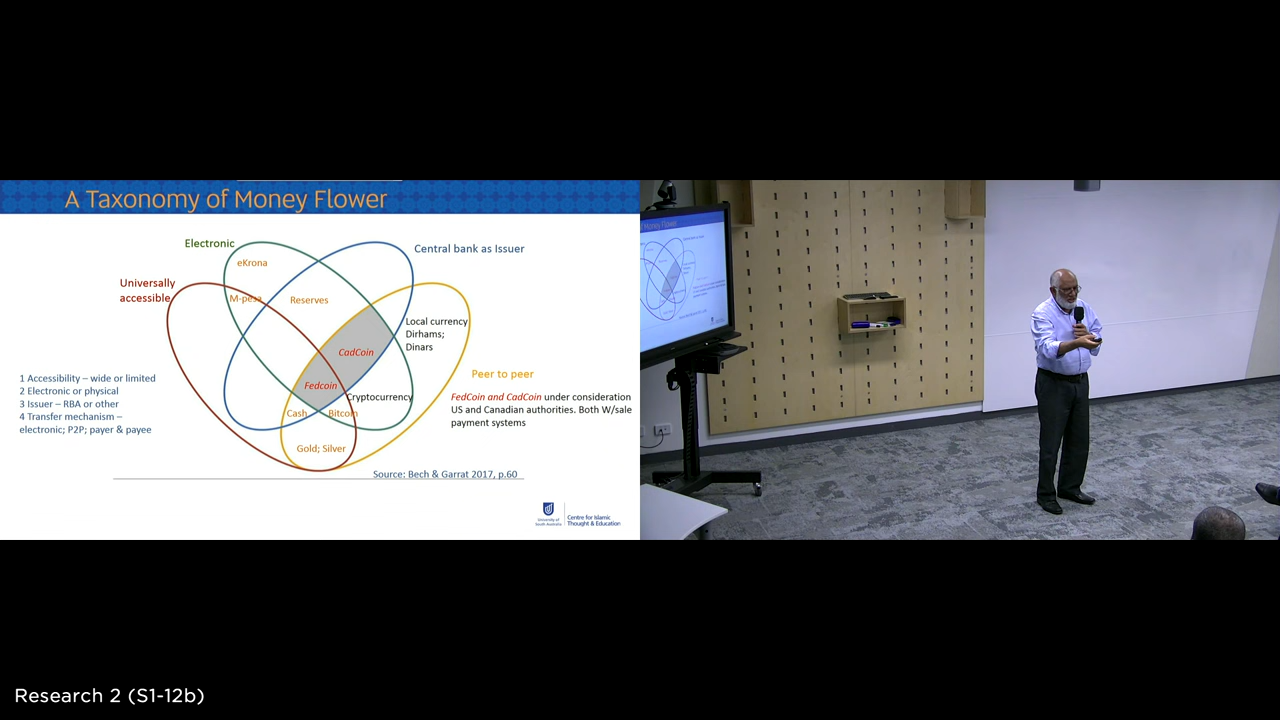 A Taxonomy of Money Flower
Electronic
eKrona
Central bank as Issuer
Universally
accessible
M-pesa
Reserves
Local currency
Dirhams;
Dinars
CadCoin
Peer to peer
1 Accessibility – wide or limited
2 Electronic or physical
3 Issuer – RBA or other
4 Transfer mechanism –
electronic; P2P; payer & payee
Fedcoin
Cryptocurrency
FedCoin and CadCoin under consideration
US and Canadian authorities. Both W/sale
payment systems
Cash
Bitcoin
Gold; Silver
Source: Bech & Garrat 2017, p.60
University of
South Australia
Centre for Islamic
Thought & Education
Research 2 (S1-12b)